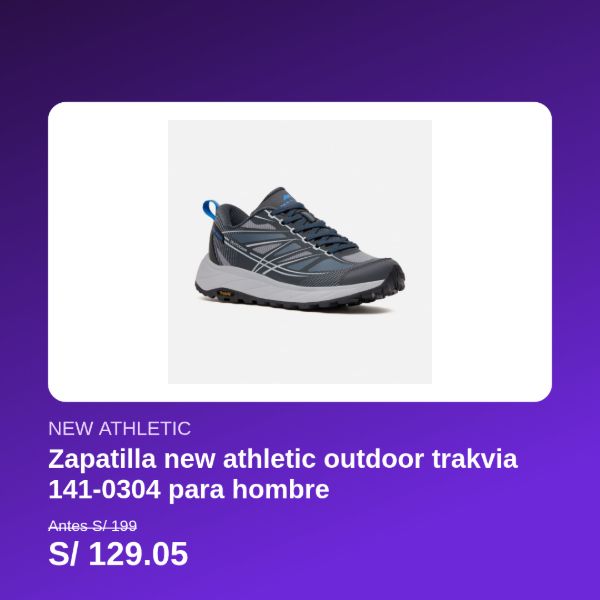 NEW ATHLETIC
Zapatilla new athletic outdoor trakvia
141-0304 para hombre
Antes S/ 199
S/ 129.05